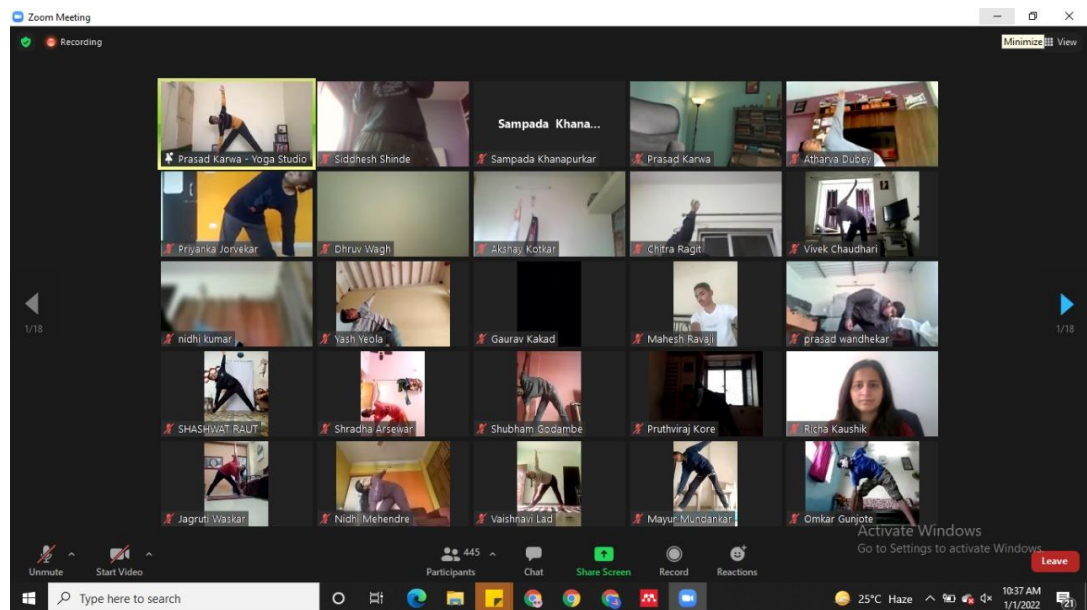 Zoom Meeting
Recording
Minimize View
Sampada Khana...
Prasad Karwa - Yoga Studio
Siddhesh Shinde
Sampada Khanapurkar
Prasad Karwa
Atharva Dubey
Priyanka Jorvekar
Dhruv Wagh
Akshay Kotkar
Chitra Ragit
Vivek Chaudhari
1/18
1/18
nidhi kumar
Yash Yeola
Gaurav Kakad
Mahesh Ravaji
prasad wandhekar
SHASHWAT RAUT
Shradha Arsewar
Shubham Godambe
Pruthviraj Kore
Richa Kaushik
Jagruti Waskar
Nidhi Mehendre
Vaishnavi Lad
Mayur Mundankar
Omkar Gunjote
Activate Windows
Go to Settings to activate Windows.
Unmute
Start Video
445
Participants
Chat
Share Screen
Record
Reactions
Leave
Type here to search
25°C Haze
10:37 AM
1/1/2022
21